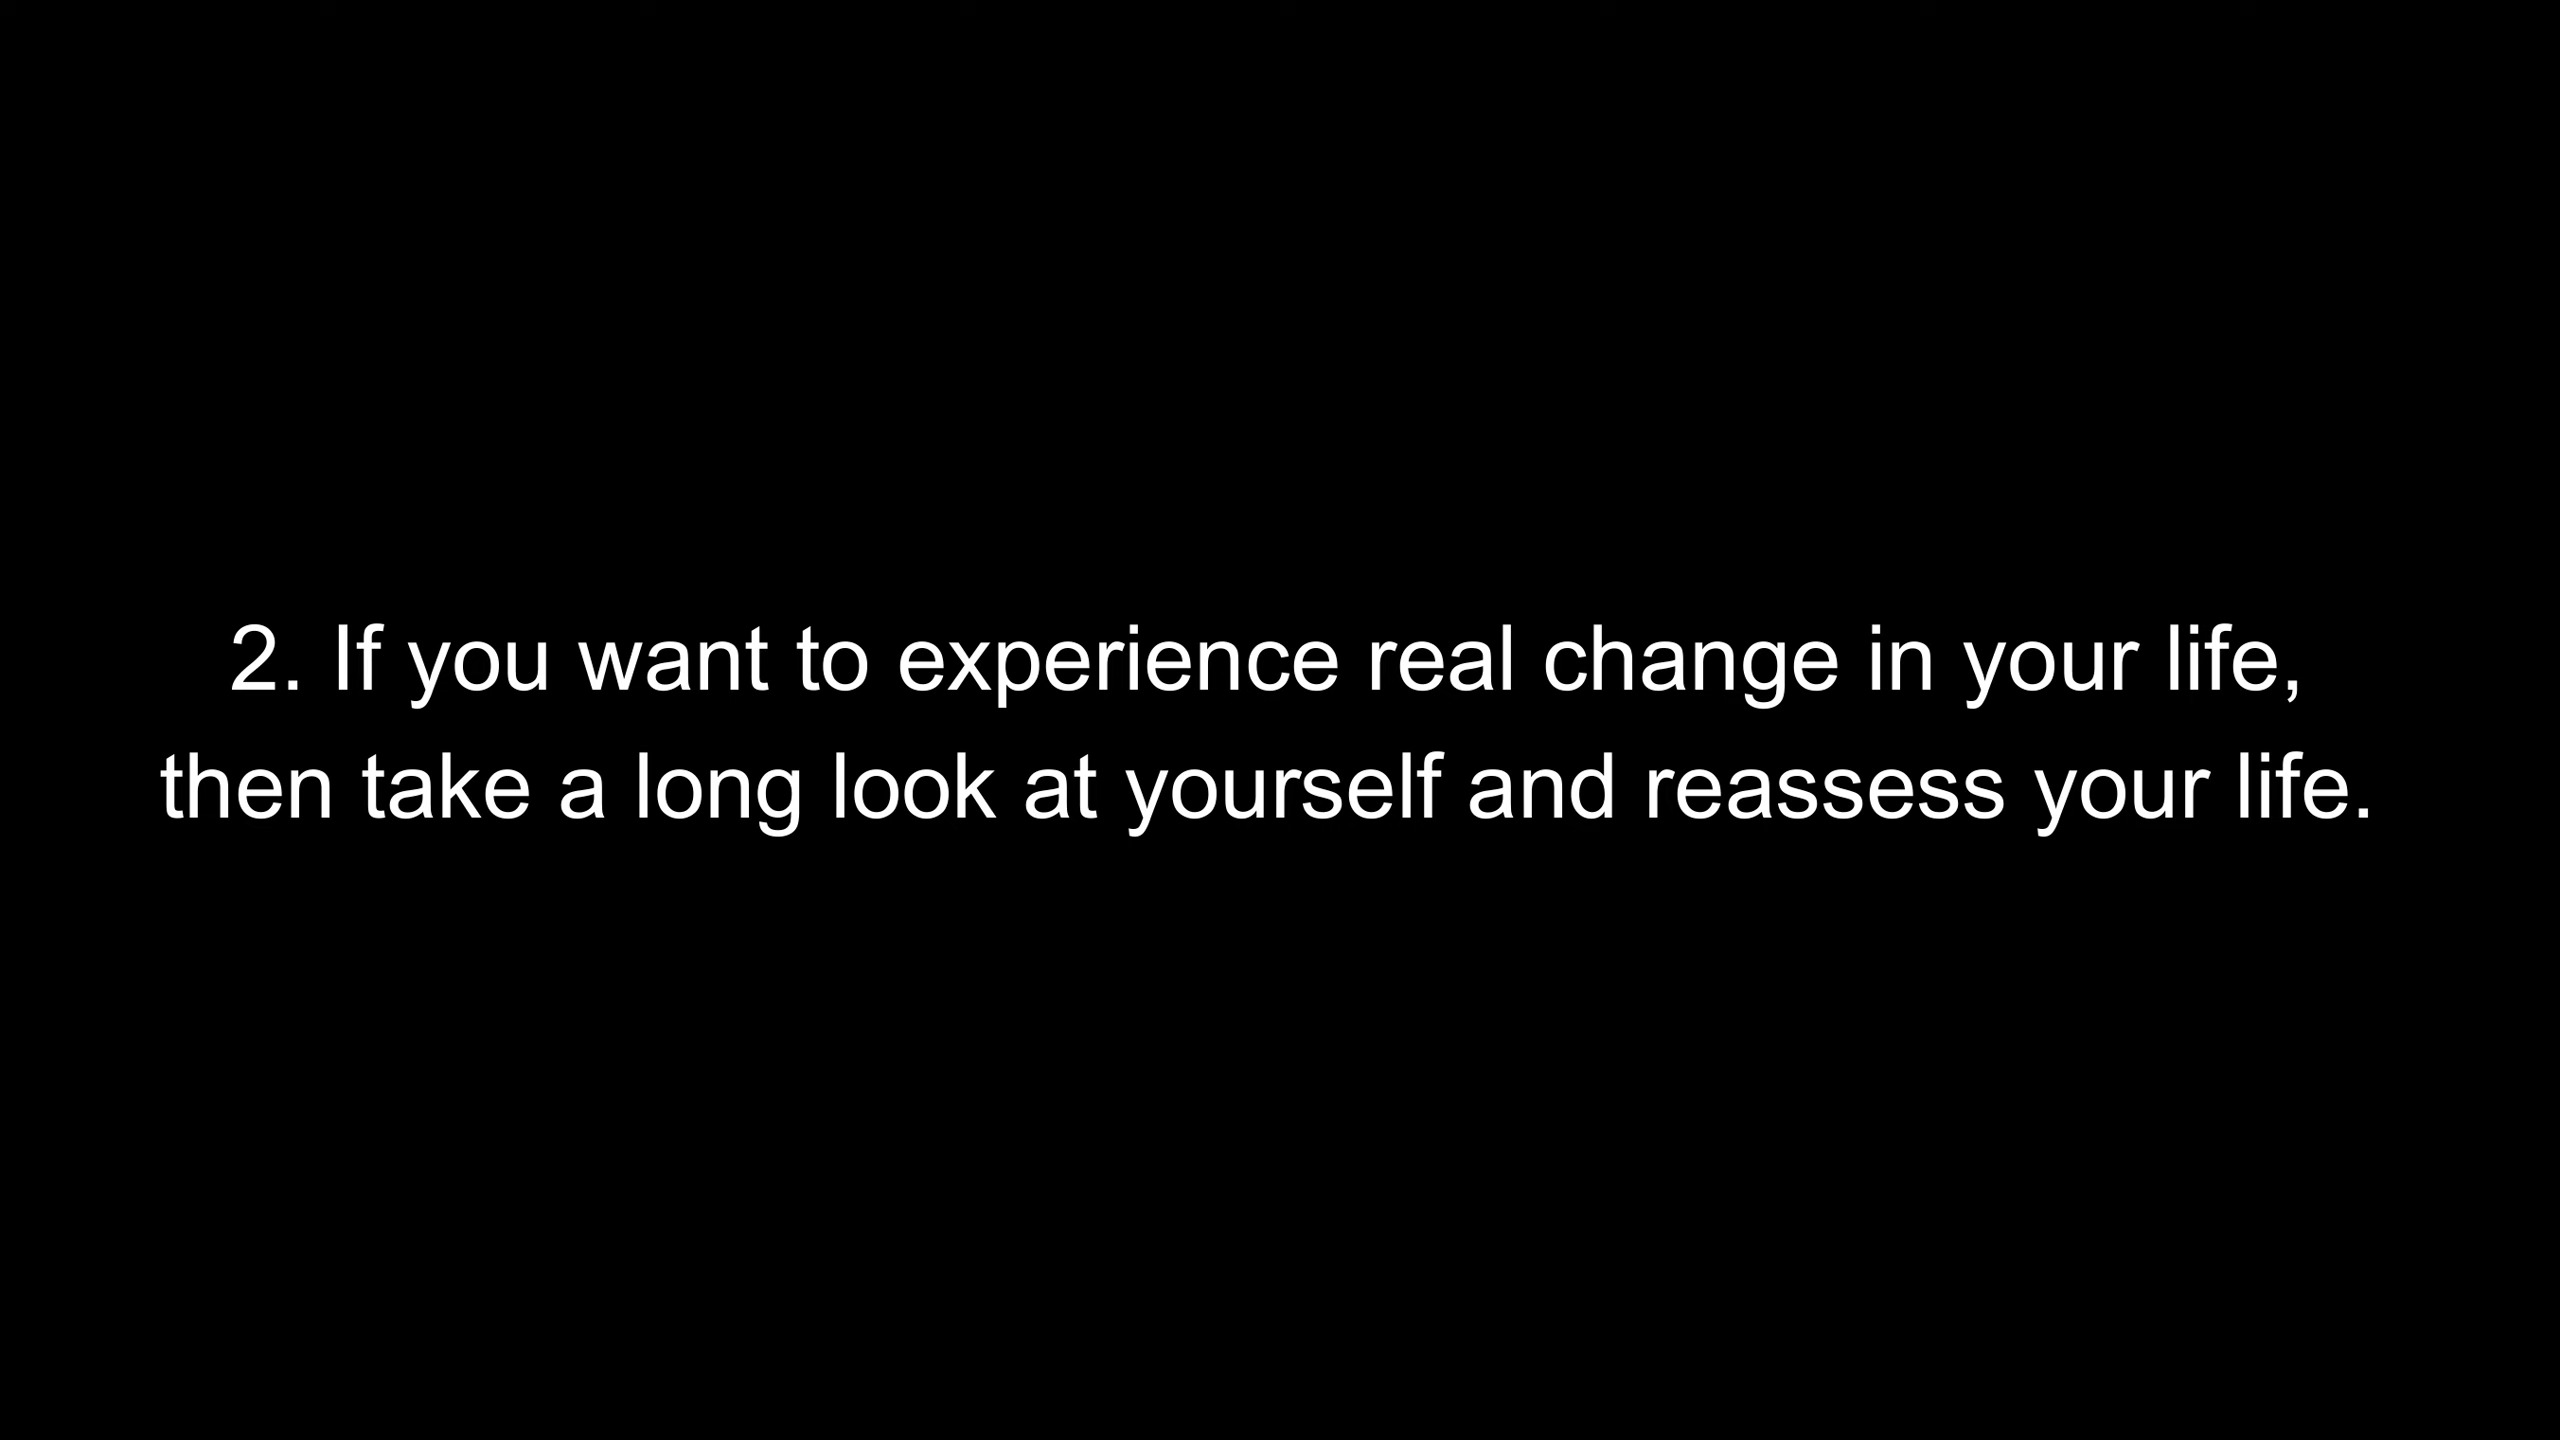 2. If you want to experience real change in your life,
then take a long look at yourself and reassess your life.